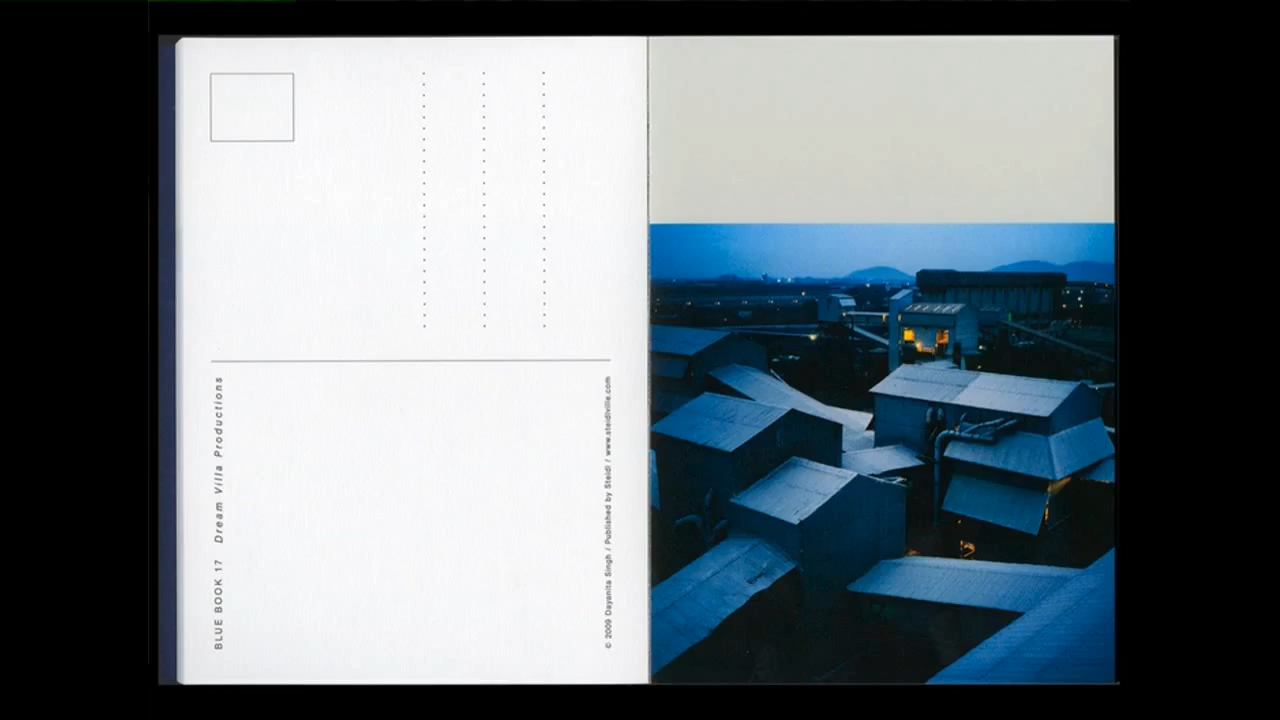 BLUE BOOK 17 Dream Villa Productions
© 2009 Dayanita Singh / Published by Steidl / www.steidlville.com